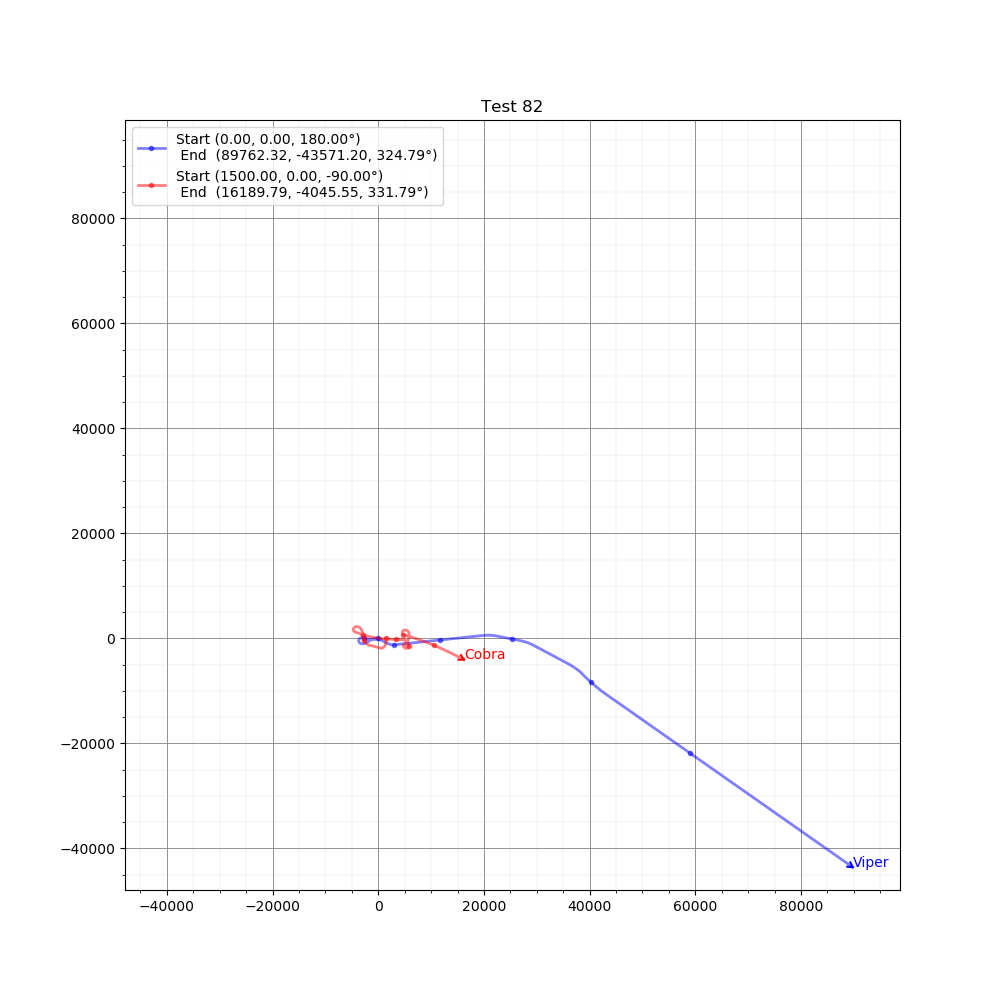 Test 82
Start (0.00, 0.00, 180.00°)
End  (89762.32, -43571.20, 324.79°)
Start (1500.00, 0.00, -90.00°)
End  (16189.79, -4045.55, 331.79°)
80000
60000
40000
20000
0
−20000
−40000
Cobra
Viper
−40000 −20000 0 20000 40000 60000 80000